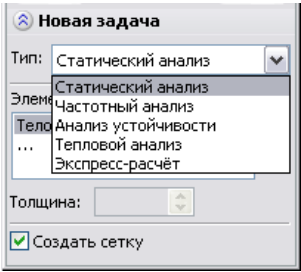 Новая задача
Тип: Статический анализ
Статический анализ
Частотный анализ
Анализ устойчивости
Тепловой анализ
Экспресс-расчёт
Толщина:
Создать сетку